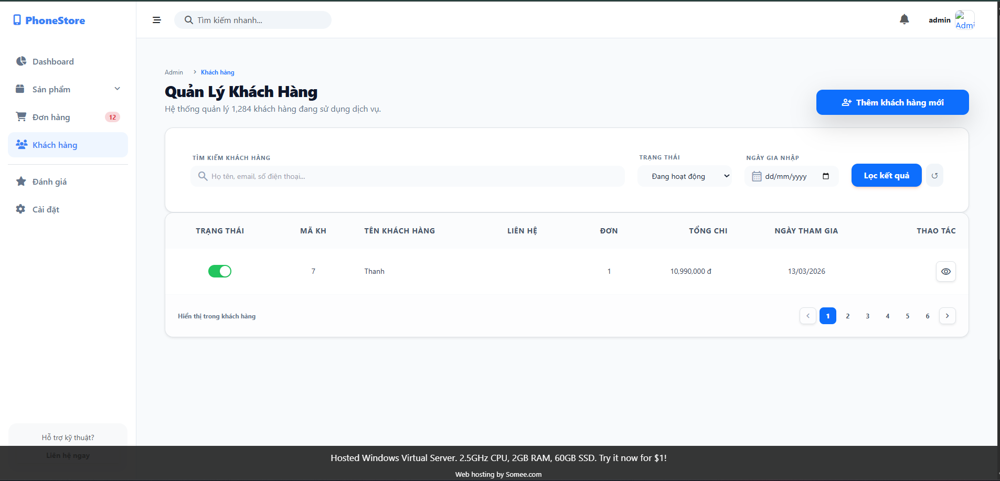 PhoneStore
Tìm kiếm nhanh...
admin
Admi
Dashboard
Sản phẩm
Đơn hàng 12
Khách hàng
Đánh giá
Cài đặt
Hỗ trợ kỹ thuật?
Liên hệ ngay
Admin > Khách hàng
Quản Lý Khách Hàng
Hệ thống quản lý 1,284 khách hàng đang sử dụng dịch vụ.
Thêm khách hàng mới
TÌM KIẾM KHÁCH HÀNG
Họ tên, email, số điện thoại...
TRẠNG THÁI
Đang hoạt động
NGÀY GIA NHẬP
dd/mm/yyyy
Lọc kết quả
TRẠNG THÁI MÃ KH TÊN KHÁCH HÀNG LIÊN HỆ ĐƠN TỔNG CHI NGÀY THAM GIA THAO TÁC
7 Thanh 1 10,990,000 đ 13/03/2026
Hiển thị trong khách hàng
1 2 3 4 5 6
Hosted Windows Virtual Server. 2.5GHz CPU, 2GB RAM, 60GB SSD. Try it now for $1!
Web hosting by Somee.com